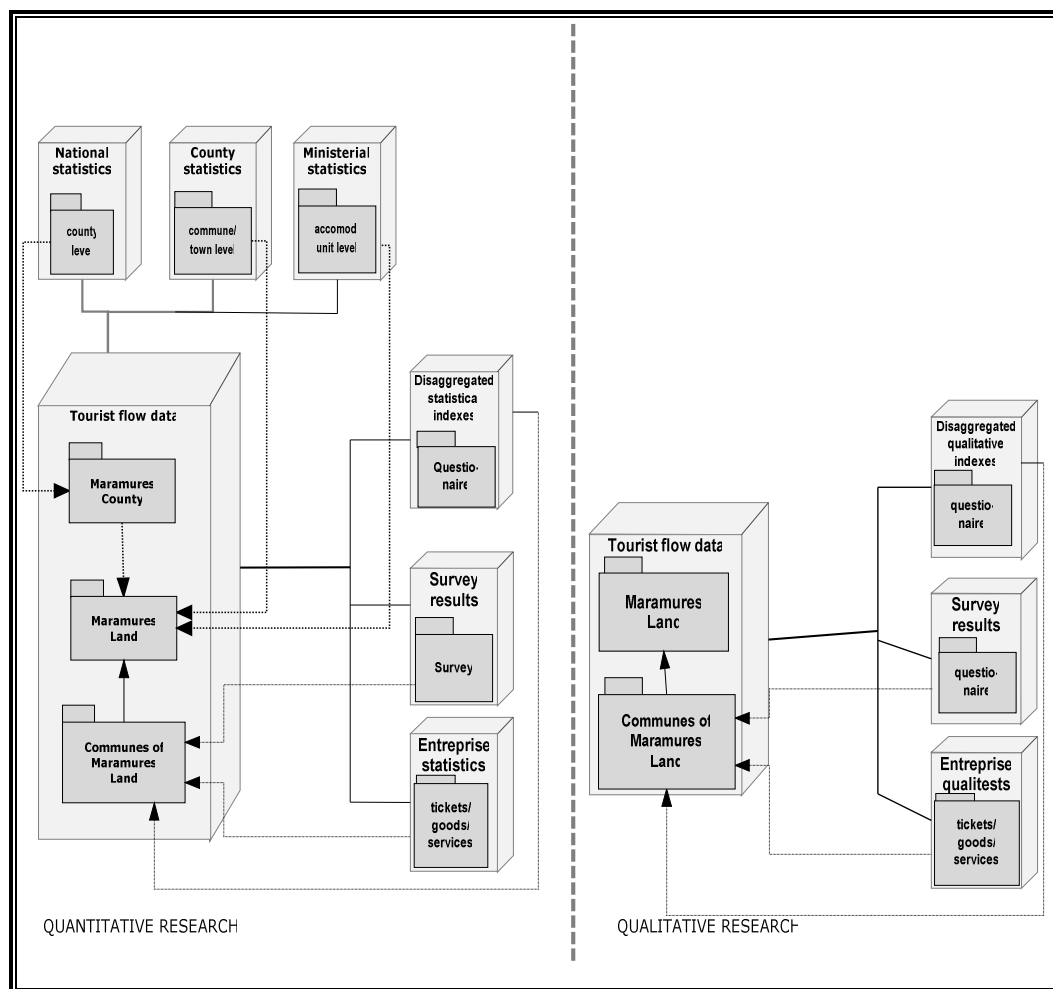 National
statistics
county
leve
County
statistics
commune/
town level
Ministerial
statistics
accomod
unit level
Tourist flow data
Maramures
County
Maramures
Land
Communes of
Maramures
Land
Disaggregated
statistica
indexes
Questio-
naire
Survey
results
Survey
Entreprise
statistics
tickets/
goods/
services
QUANTITATIVE RESEARCH
Tourist flow data
Maramures
Land
Communes of
Maramures
Land
Disaggregated
qualitative
indexes
questio-
naire
Survey
results
questio-
naire
Entreprise
qualitests
tickets/
goods/
services
QUALITATIVE RESEARCH